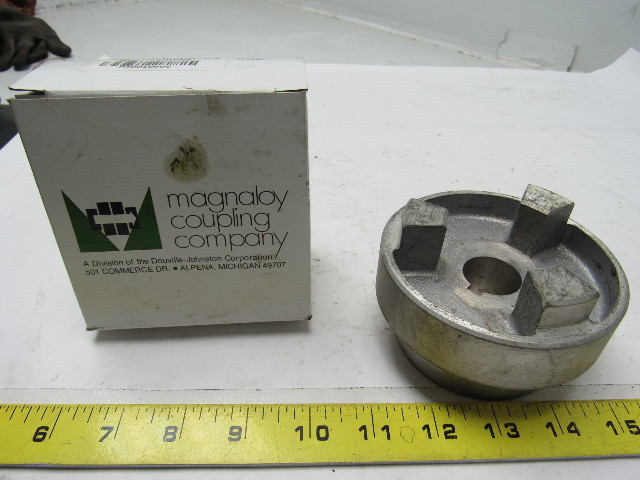 magnaloy
coupling
company
A Division of the Douville-Johnston Corporation
501 COMMERCE DR. • ALPENA, MICHIGAN 49707
6 7 8 9 10 11 12 13 14 15